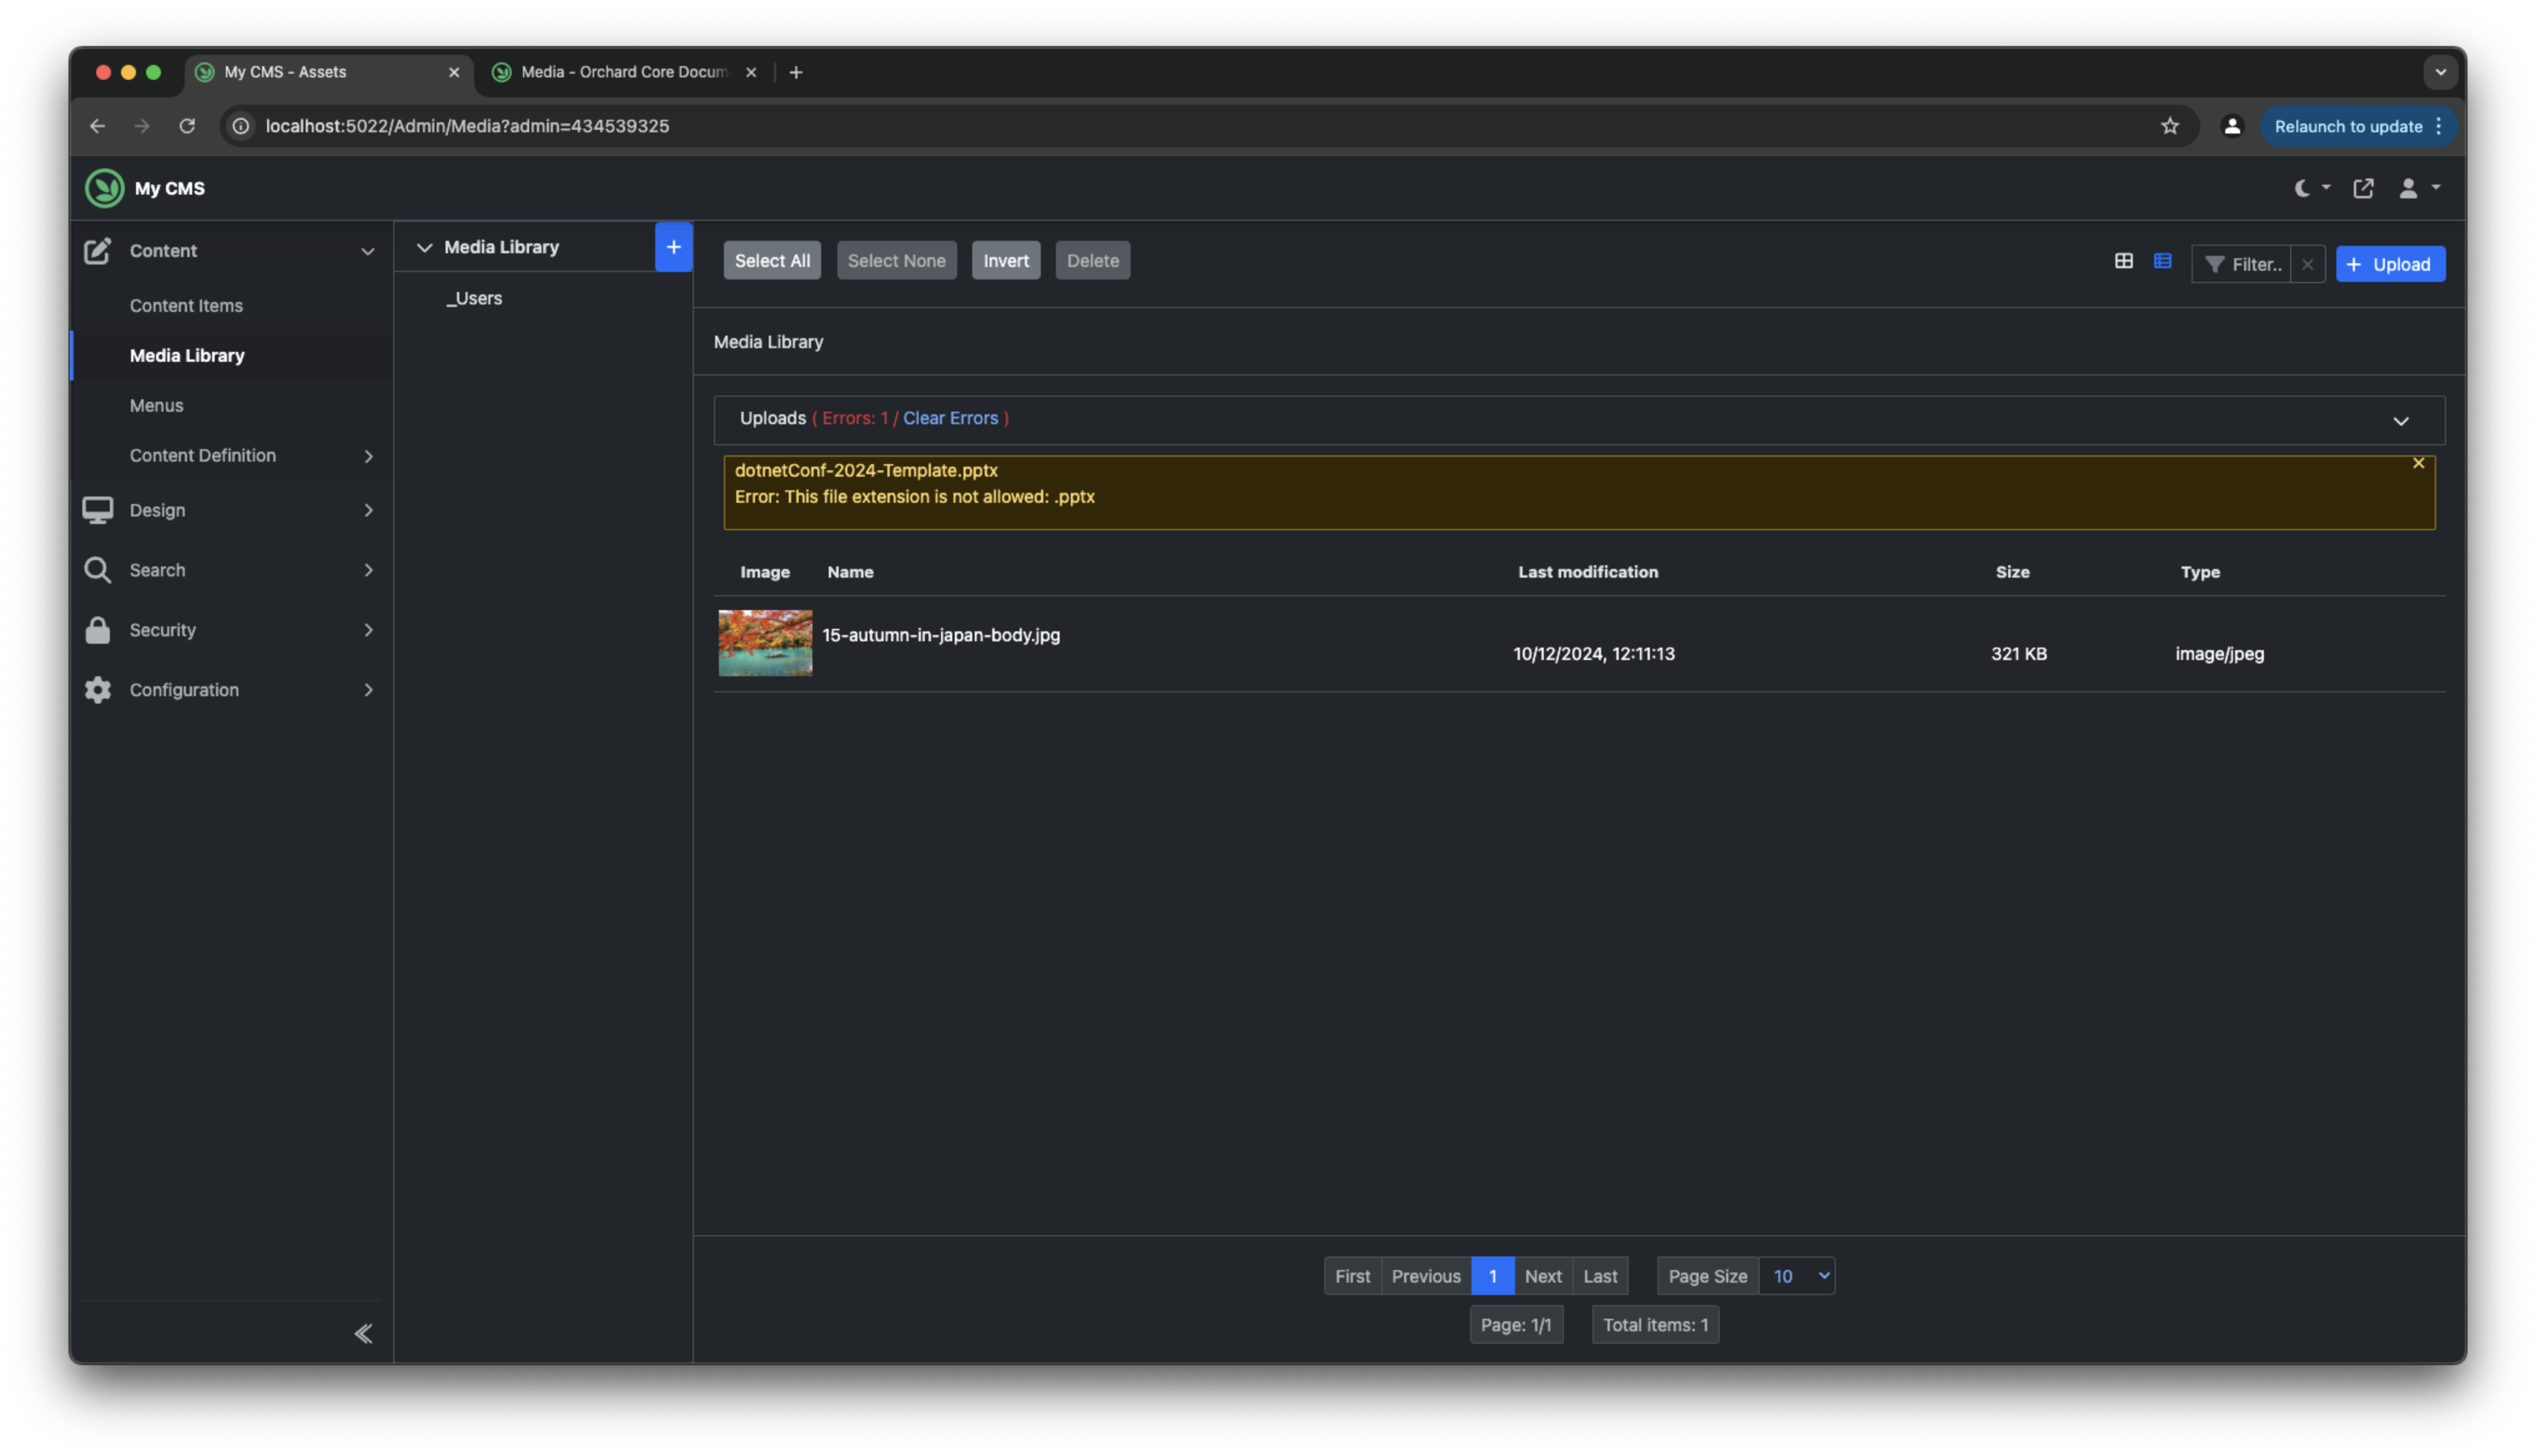 My CMS - Assets
Media - Orchard Core Docum
localhost:5022/Admin/Media?admin=434539325
Relaunch to update
My CMS
Content
Content Items
Media Library
Menus
Content Definition
Design
Search
Security
Configuration
Media Library
_Users
Select All
Select None
Invert
Delete
Filter..
Upload
Media Library
Uploads ( Errors: 1 / Clear Errors )
dotnetConf-2024-Template.pptx
Error: This file extension is not allowed: .pptx
Image Name Last modification Size Type
15-autumn-in-japan-body.jpg 10/12/2024, 12:11:13 321 KB image/jpeg
First Previous 1 Next Last Page Size 10
Page: 1/1 Total items: 1